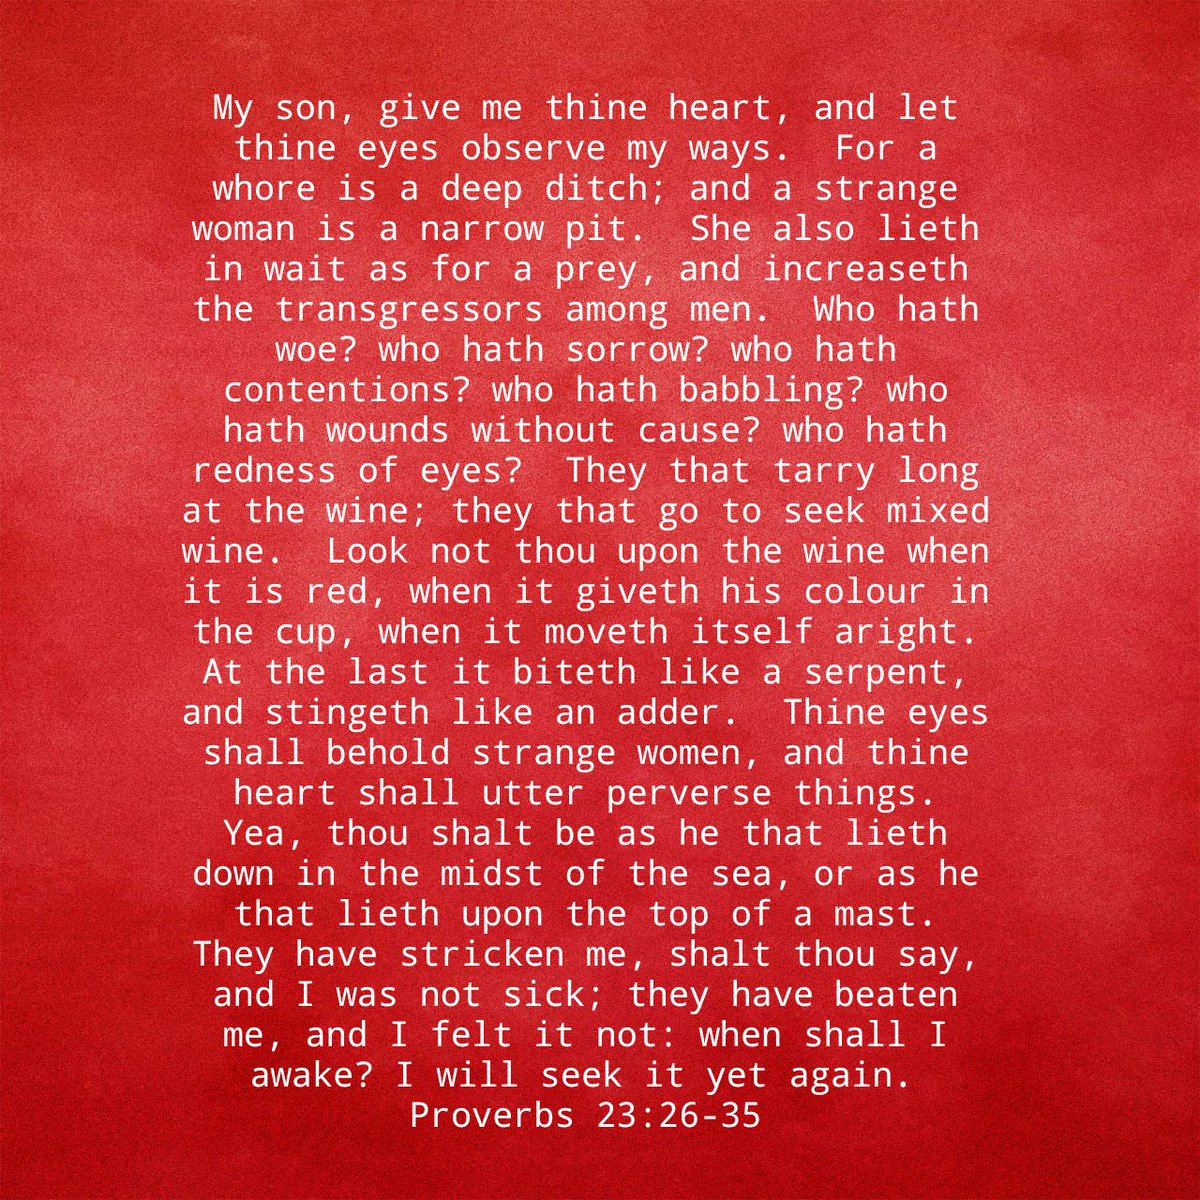 My son, give me thine heart, and let
thine eyes observe my ways.  For a
whore is a deep ditch; and a strange
woman is a narrow pit.  She also lieth
in wait as for a prey, and increaseth
the transgressors among men.  Who hath
woe? who hath sorrow? who hath
contentions? who hath babbling? who
hath wounds without cause? who hath
redness of eyes?  They that tarry long
at the wine; they that go to seek mixed
wine.  Look not thou upon the wine when
it is red, when it giveth his colour in
the cup, when it moveth itself aright.
At the last it biteth like a serpent,
and stingeth like an adder.  Thine eyes
shall behold strange women, and thine
heart shall utter perverse things.
Yea, thou shalt be as he that lieth
down in the midst of the sea, or as he
that lieth upon the top of a mast.
They have stricken me, shalt thou say,
and I was not sick; they have beaten
me, and I felt it not: when shall I
awake? I will seek it yet again.
Proverbs 23:26-35